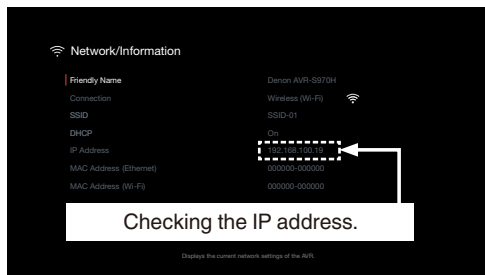 Network/Information
Friendly Name Denon AVR-S970H
Connection Wireless (Wi-Fi)
SSID SSID-01
DHCP On
IP Address 192.168.100.19
MAC Address (Ethernet) 000000-000000
MAC Address (Wi-Fi) 000000-000000
Checking the IP address.
Displays the current network settings of the AVR.